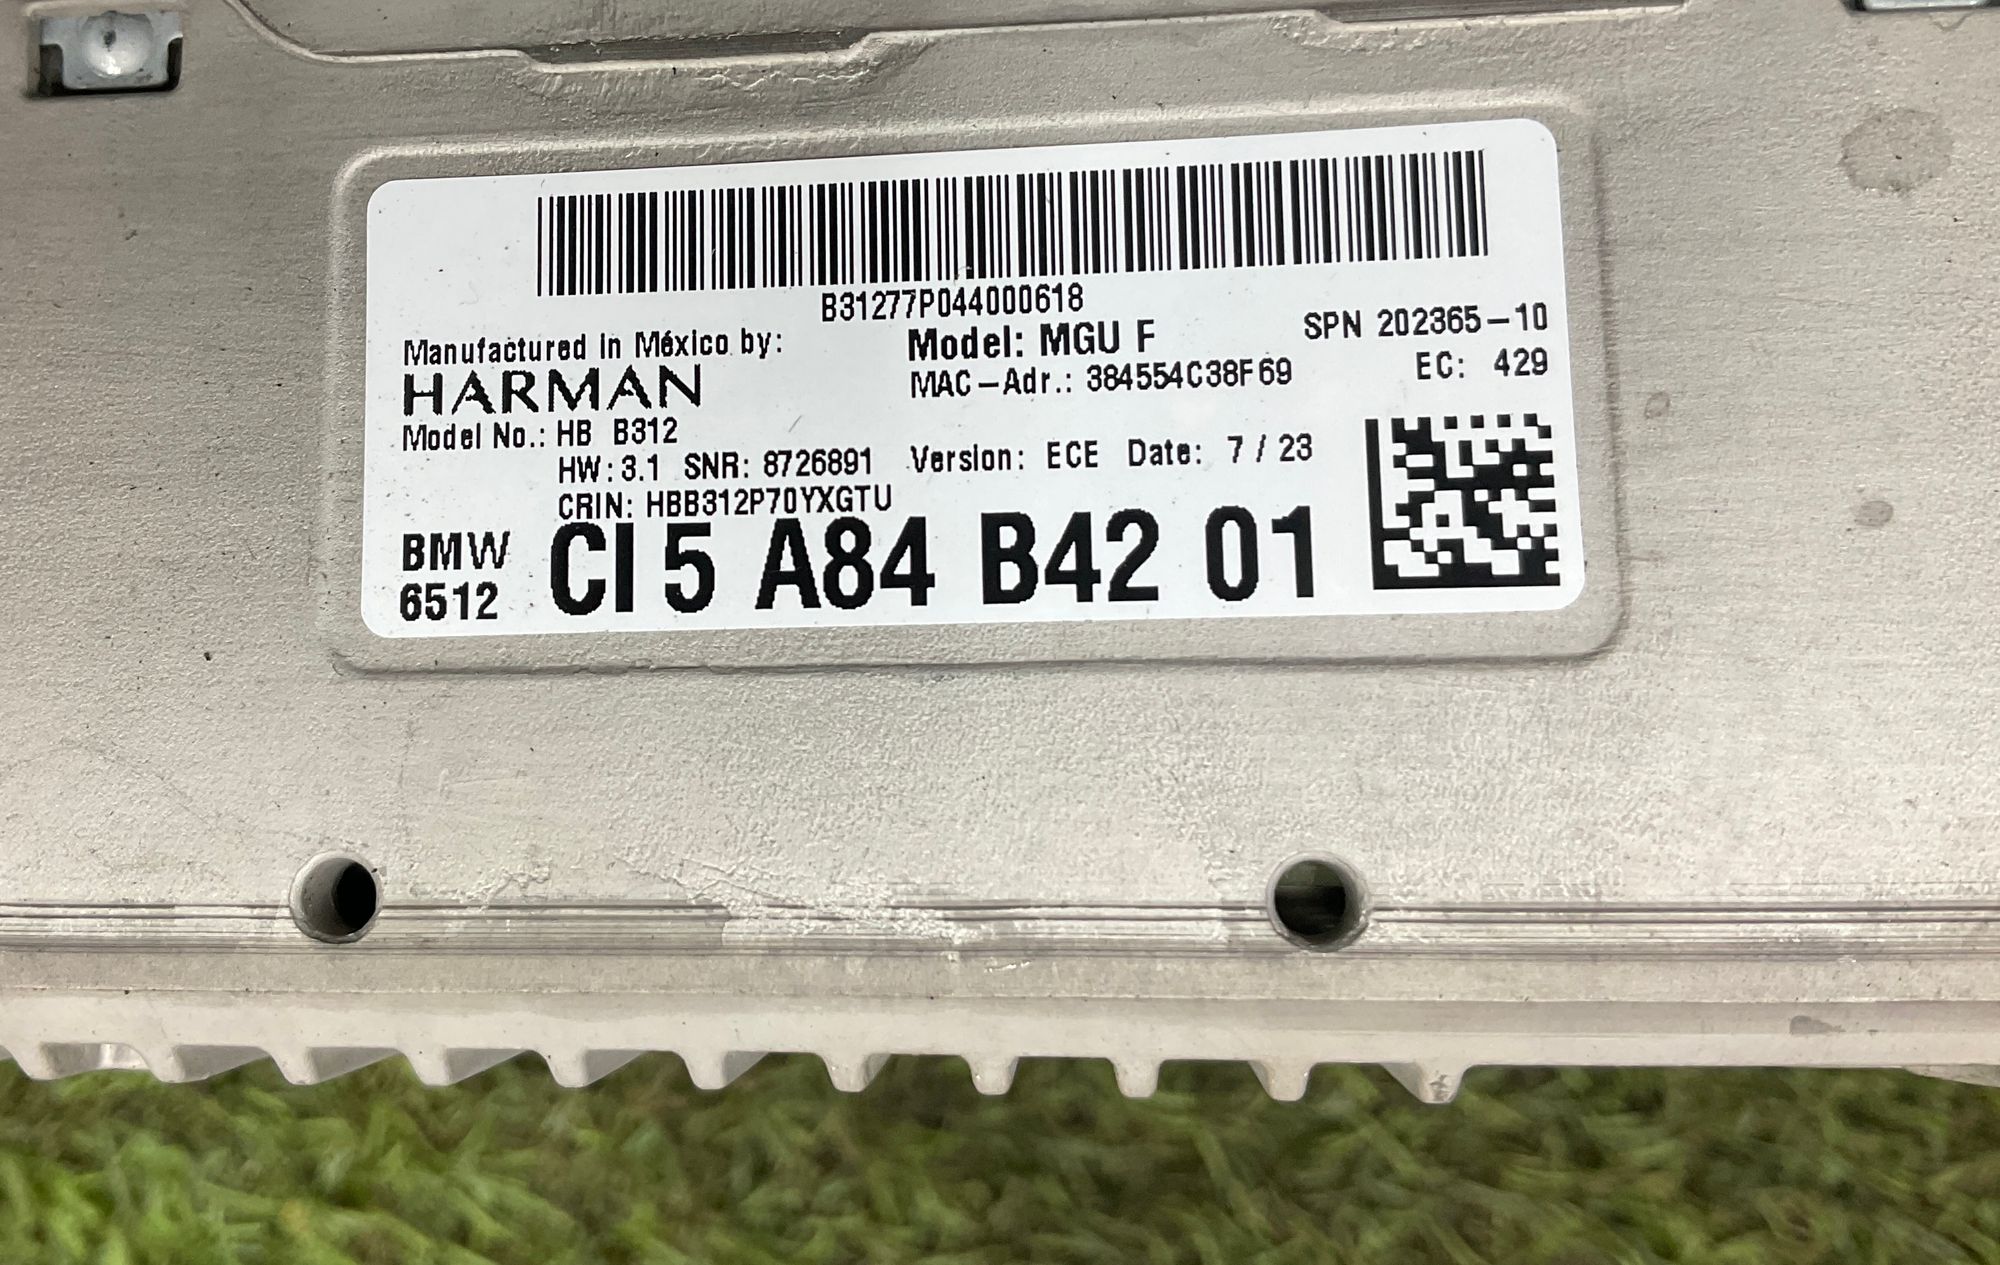 B31277P044000618
Manufactured in México by:
Model: MGU F
SPN 202365-10
HARMAN
MAC-Adr.: 384554C38F69
EC: 429
Model No.: HB B312
HW:3.1 SNR: 8726891 Version: ECE Date: 7 / 23
CRIN: HBB312P70YXGTU
BMW
6512
CI 5 A84 B42 01